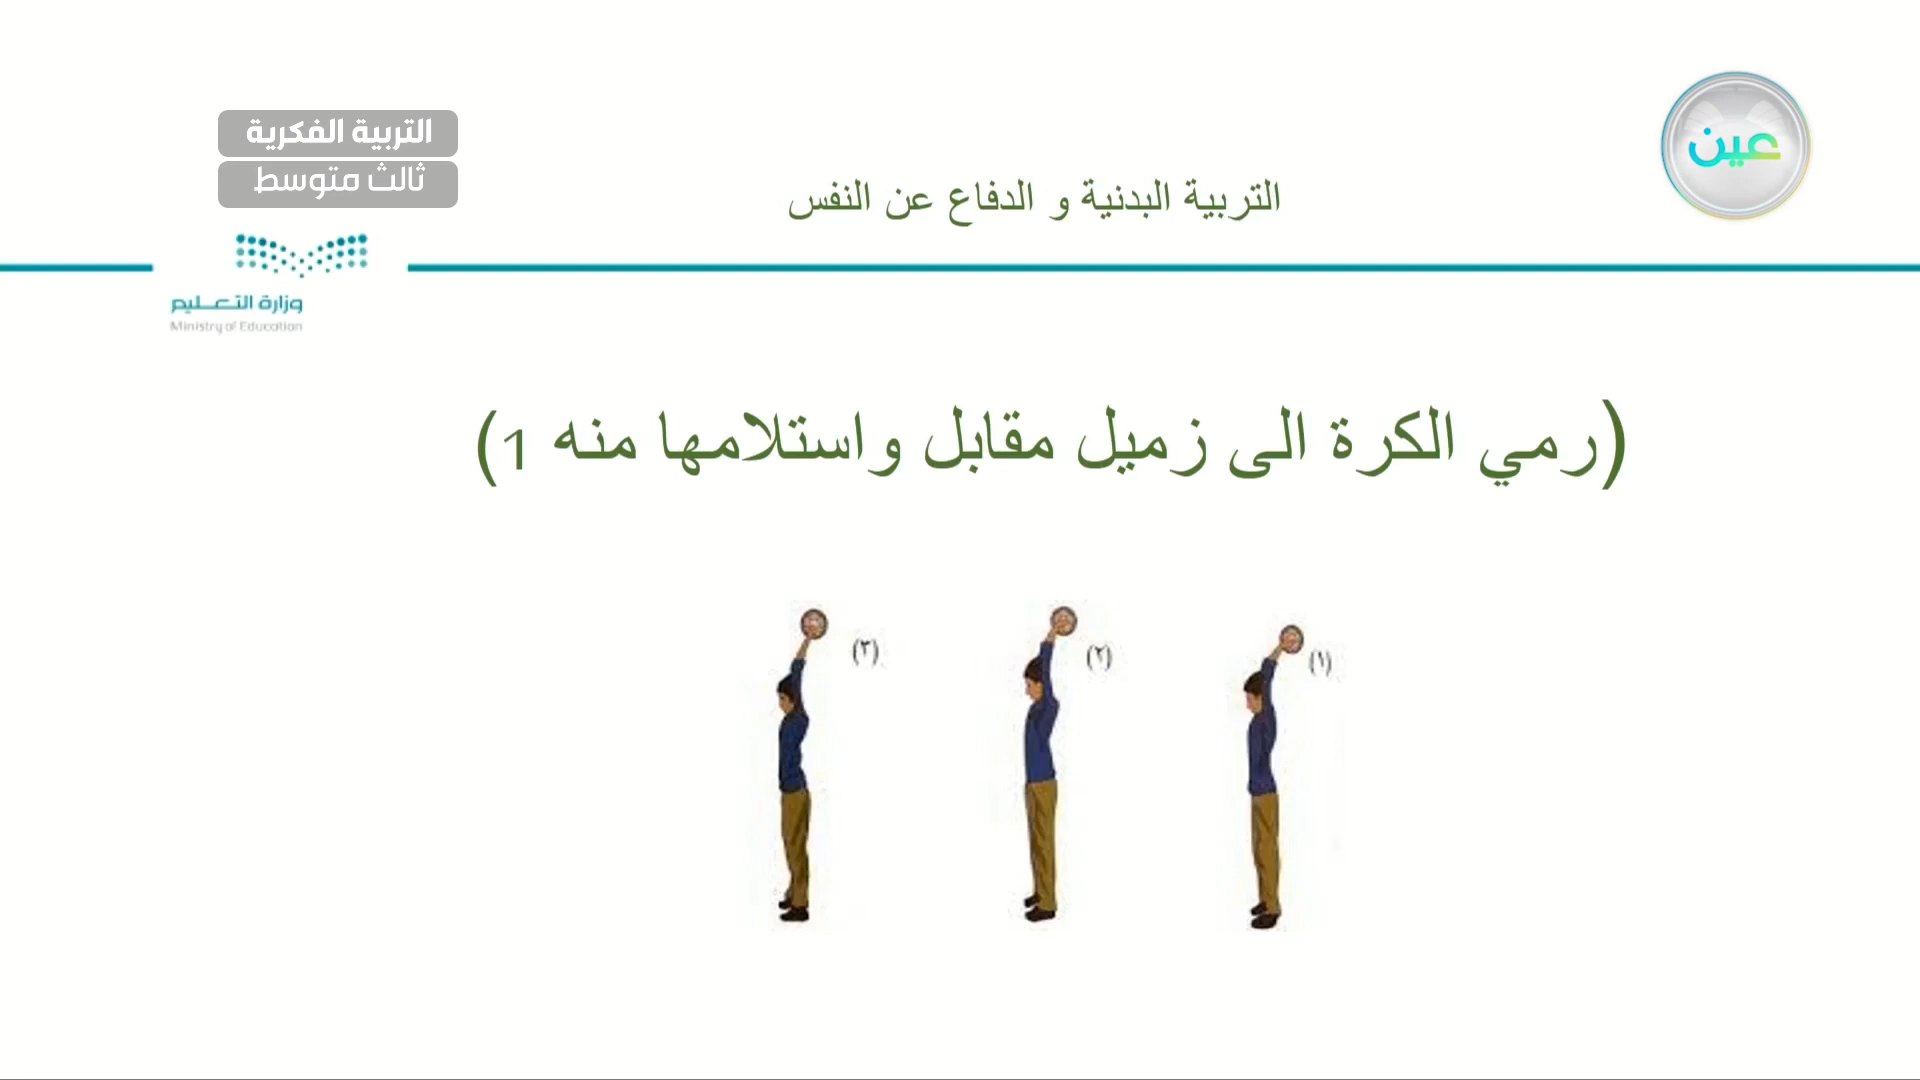 التربية الفكرية
ثالث متوسط
عين
التربية البدنية و الدفاع عن النفس
وزارة التعليم
Ministry of Education
(رمي الكرة الى زميل مقابل واستلامها منه 1)
(١)
(٢)
(٣)